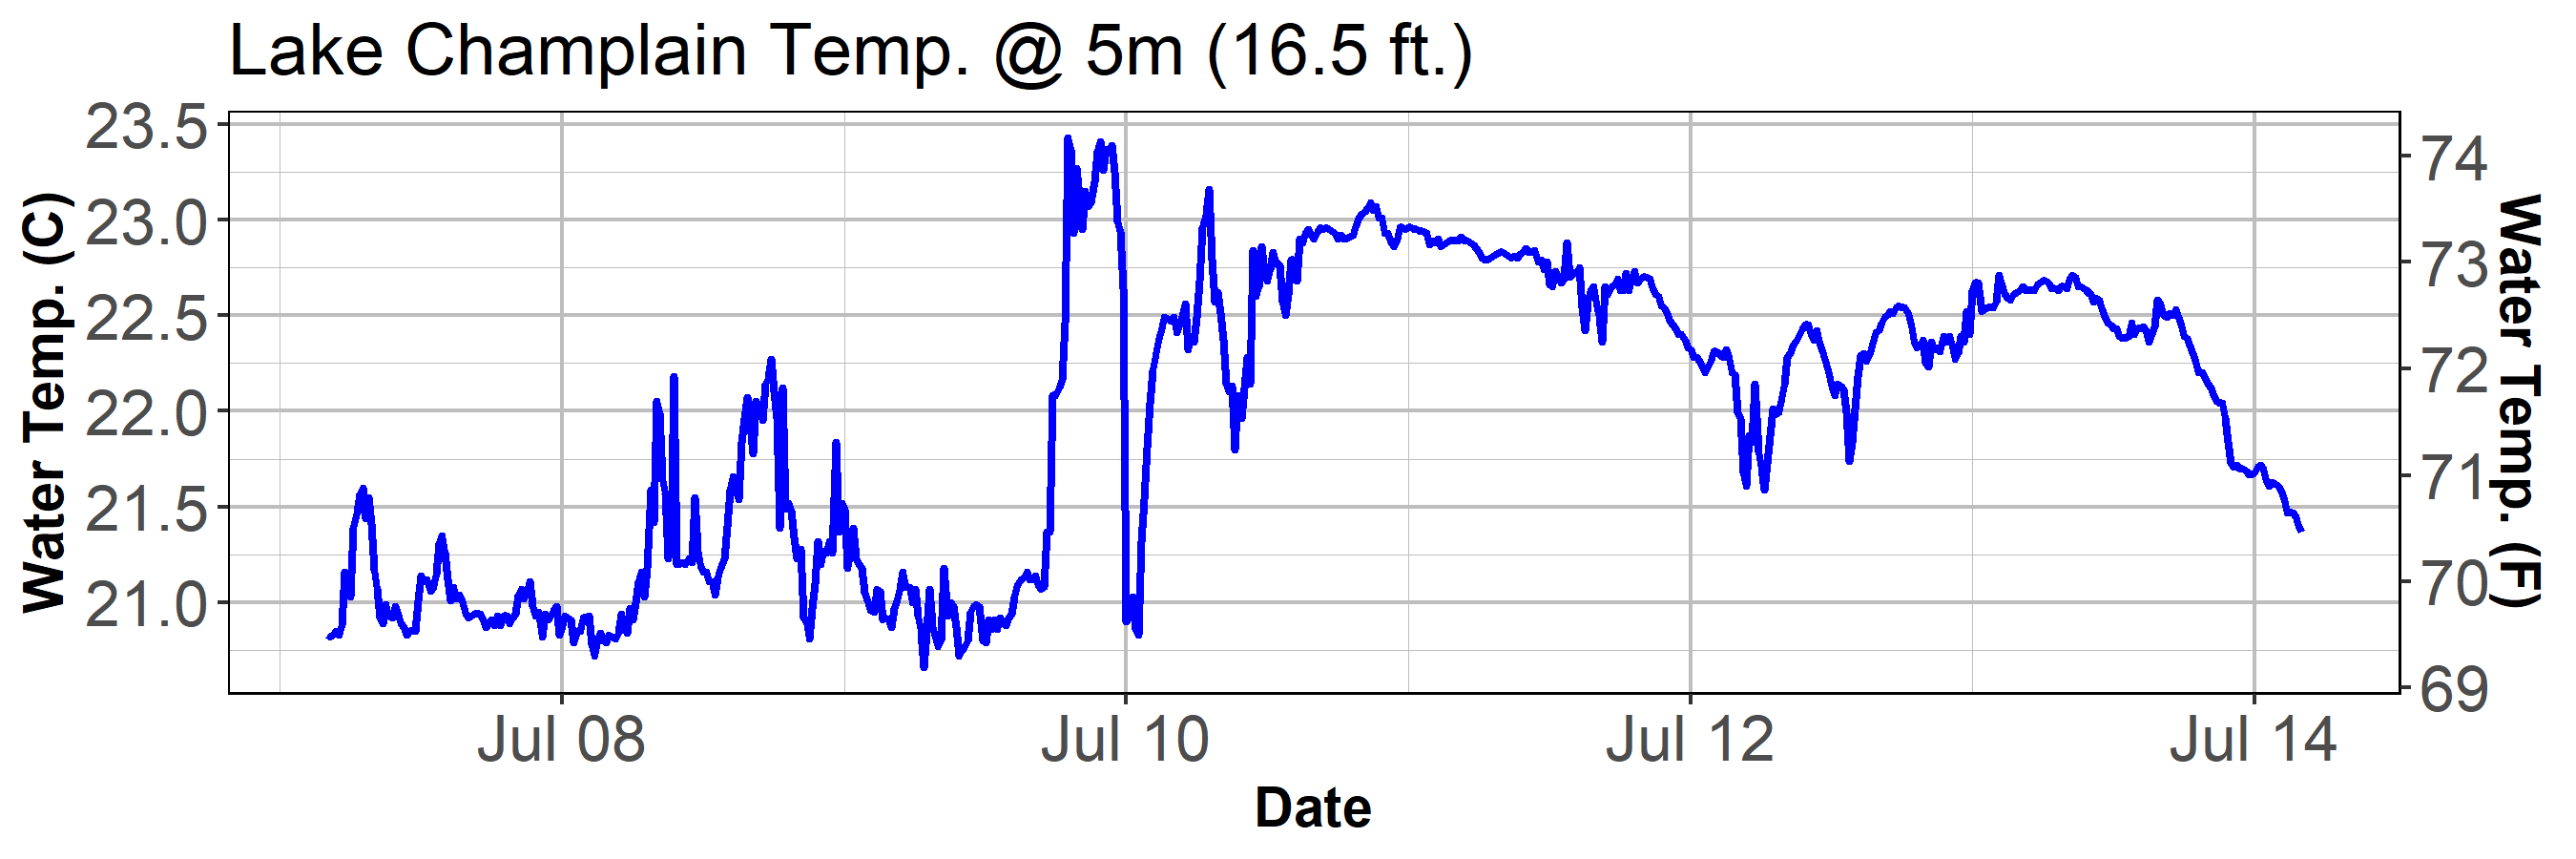 Lake Champlain Temp. @ 5m (16.5 ft.)
Water Temp. (C)
23.5
23.0
22.5
22.0
21.5
21.0
74
73
72
71
70
69
Water Temp. (F)
Jul 08
Jul 10
Jul 12
Jul 14
Date